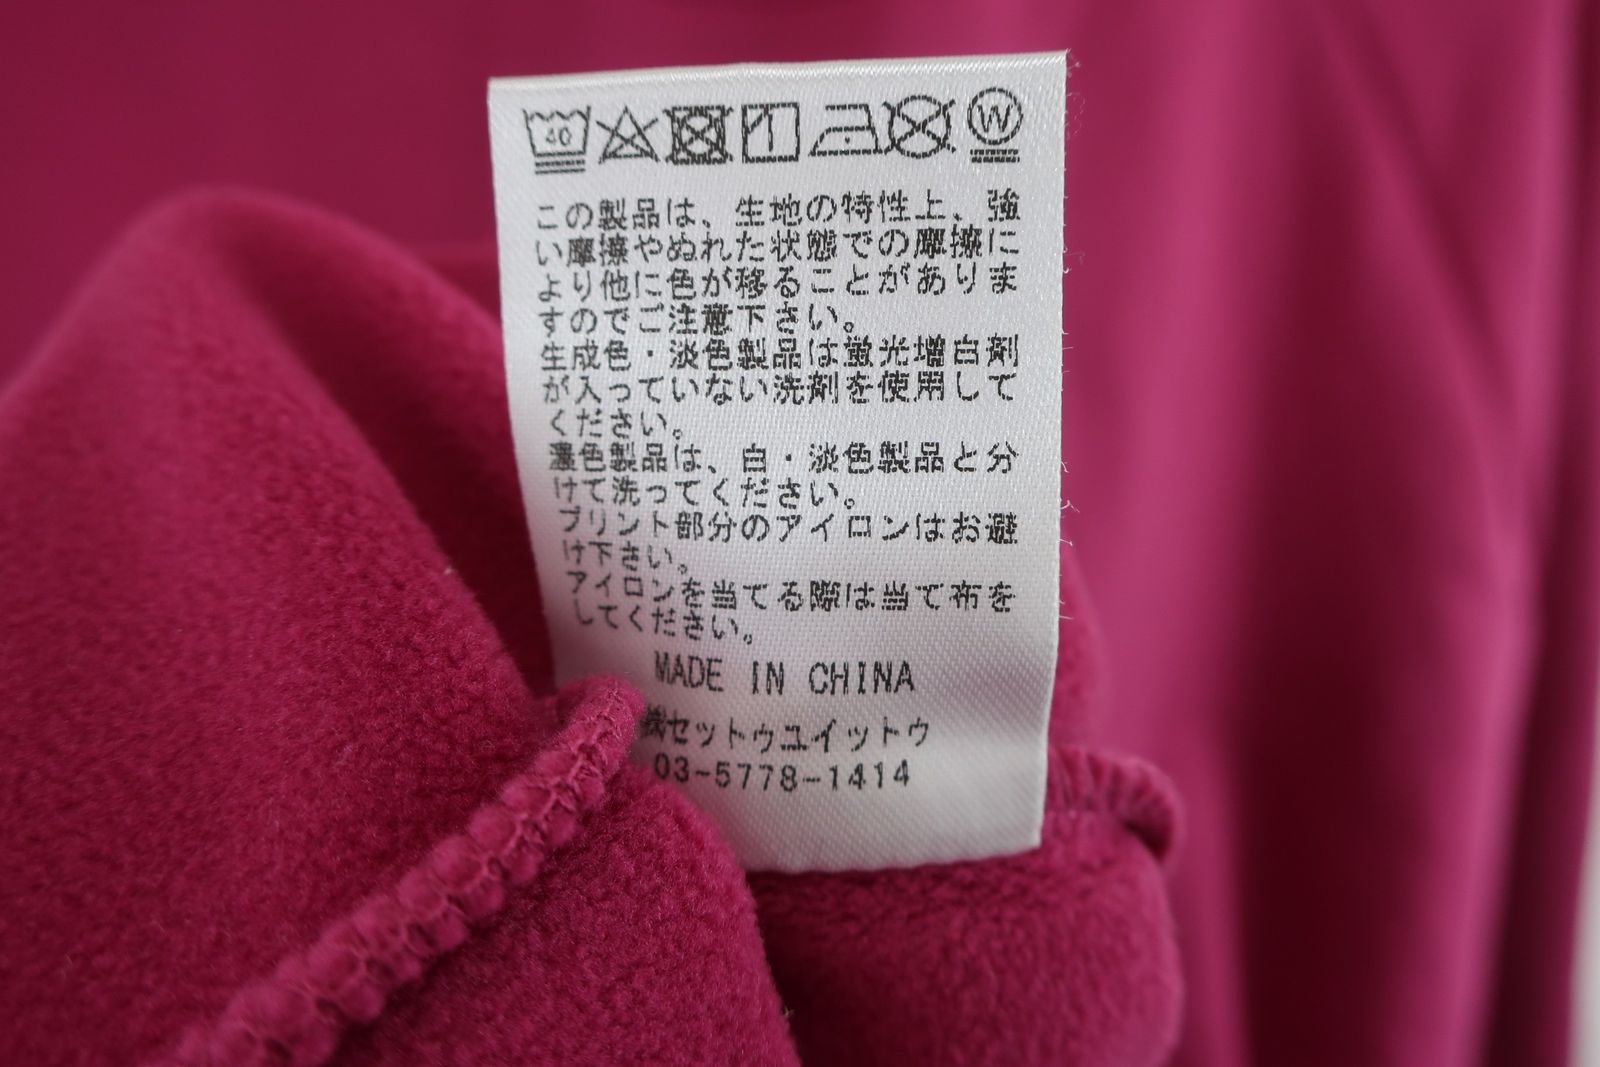 40
W
この製品は、生地の特性上、強
い摩擦やぬれた状態での摩擦に
より他に色が移ることがありま
すのでご注意下さい。
生成色・淡色製品は蛍光増白剤
が入っていない洗剤を使用して
ください。
濃色製品は、白・淡色製品と分
けて洗ってください。
プリント部分のアイロンはお避
け下さい。
アイロンを当てる際は当て布を
してください。
MADE IN CHINA
㈱セットゥユイットゥ
03-5778-1414